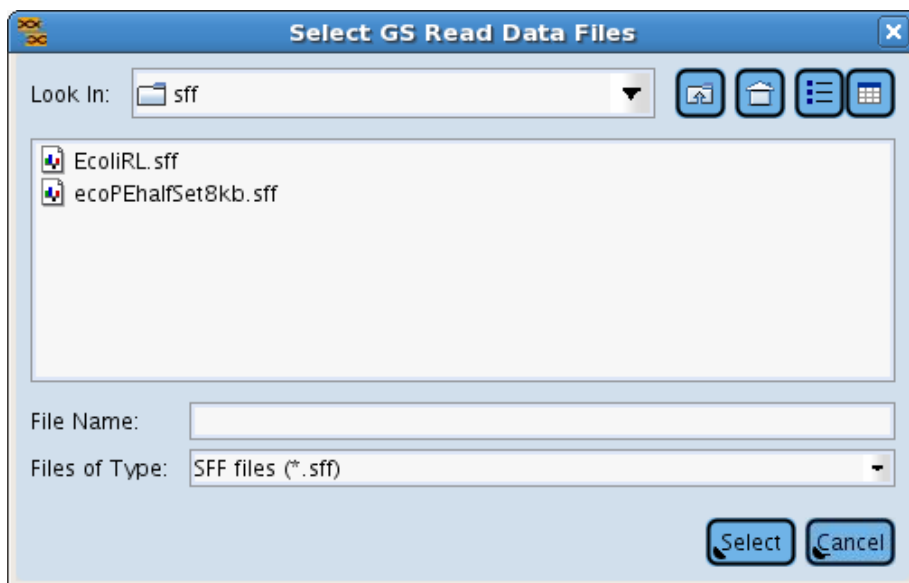 Select GS Read Data Files
Look In: sff
EcoliRL.sff
ecoPEhalfSet8kb.sff
File Name:
Files of Type: SFF files (*.sff)
Select Cancel